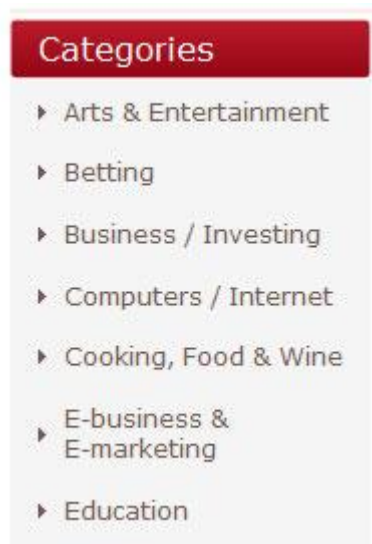 Categories
Arts & Entertainment
Betting
Business / Investing
Computers / Internet
Cooking, Food & Wine
E-business &
E-marketing
Education